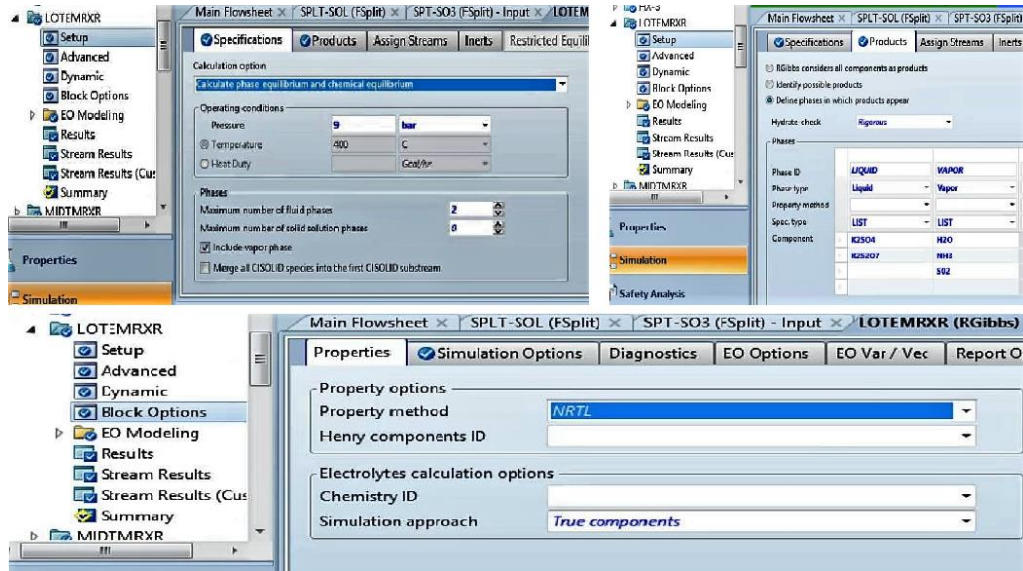 LOTEMRXR
Setup
Advanced
Dynamic
Block Options
EO Modeling
Results
Stream Results
Stream Results (Cus
Summary
MIDTMRXR
Properties
Simulation
Main Flowsheet × SPLT-SOL (FSplit) × SPT-SO3 (FSplit) - Input × LOTEM
Specifications Products Assign Streams Inerts Restricted Equili
Calculation option
Calculate phase equilibrium and chemical equilibrium
Operating conditions
Pressure 9 bar
Temperature 400 C
Heat Duty Gcal/hr
Phases
Maximum number of fluid phases 2
Maximum number of solid solution phases 0
Include vapor phase
Merge all CISOLID species into the first CISOLID substream
HX-3
LOTEMRXR
Setup
Advanced
Dynamic
Block Options
EO Modeling
Results
Stream Results
Stream Results (Cus
Summary
MIDTMRXR
Properties
Simulation
Safety Analysis
Main Flowsheet × SPLT-SOL (FSplit) × SPT-SO3 (FSplit)
Specifications Products Assign Streams Inerts
RGibbs considers all components as products
Identify possible products
Define phases in which products appear
Hydrate check Rigorous
Phases
Phase ID LIQUID VAPOR
Phase type Liquid Vapor
Property method
Spec. type LIST LIST
Component K2SO4 H2O
K2S2O7 NH3
SO2
LOTEMRXR
Setup
Advanced
Dynamic
Block Options
EO Modeling
Results
Stream Results
Stream Results (Cus
Summary
MIDTMRXR
Main Flowsheet × SPLT-SOL (FSplit) × SPT-SO3 (FSplit) - Input × LOTEMRXR (RGibbs)
Properties Simulation Options Diagnostics EO Options EO Var / Vec Report O
Property options
Property method NRTL
Henry components ID
Electrolytes calculation options
Chemistry ID
Simulation approach True components